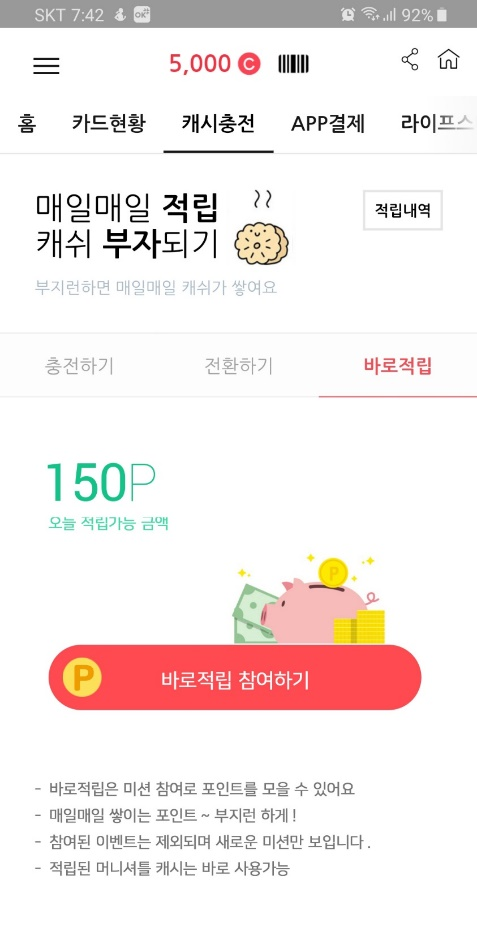 SKT 7:42 OK 92%
5,000 C
홈 카드현황 캐시충전 APP결제 라이프스
매일매일 적립
캐쉬 부자되기
적립내역
부지런하면 매일매일 캐쉬가 쌓여요
충전하기 전환하기 바로적립
150P
오늘 적립가능 금액
P
P 바로적립 참여하기
- 바로적립은 미션 참여로 포인트를 모을 수 있어요
- 매일매일 쌓이는 포인트 ~ 부지런 하게 !
- 참여된 이벤트는 제외되며 새로운 미션만 보입니다 .
- 적립된 머니셔틀 캐시는 바로 사용가능